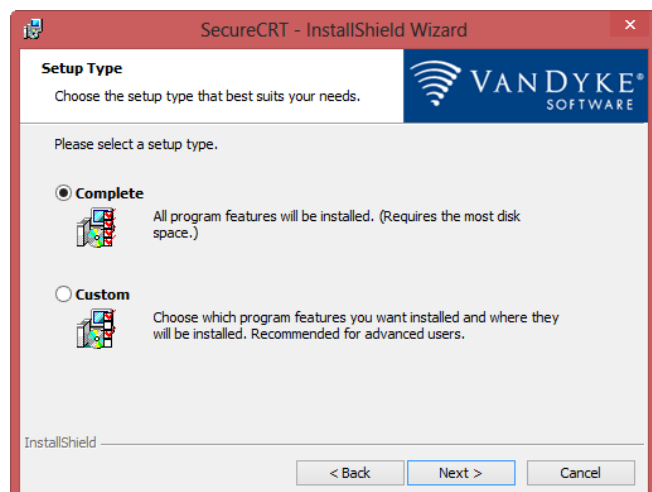 SecureCRT - InstallShield Wizard
Setup Type
Choose the setup type that best suits your needs.
VANDYKE®
SOFTWARE
Please select a setup type.
Complete
All program features will be installed. (Requires the most disk
space.)
Custom
Choose which program features you want installed and where they
will be installed. Recommended for advanced users.
InstallShield
< Back
Next >
Cancel